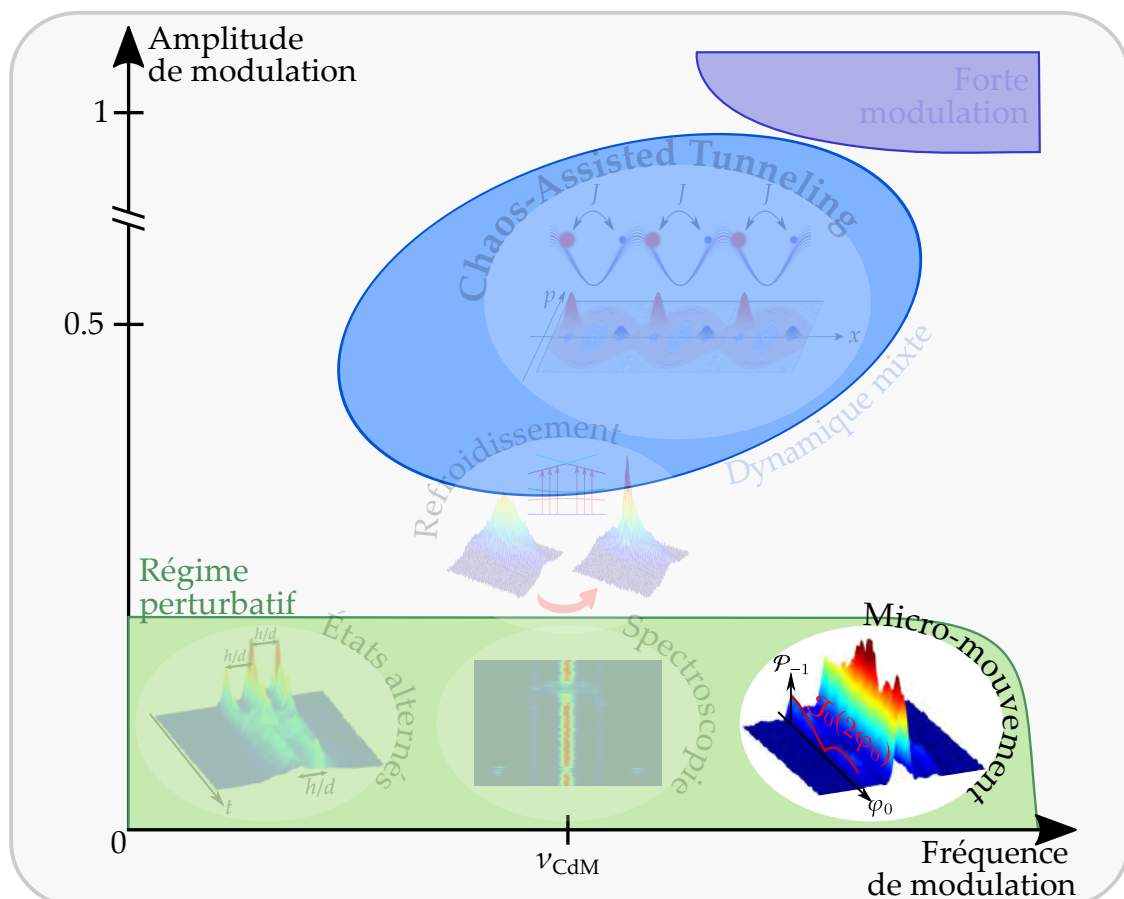 Amplitude
de modulation
1
Forte
modulation
Chaos-Assisted Tunneling
J J J
p
x
0.5
Dynamique mixte
Refroidissement
Régime
perturbatif
États alternés
h/d
h/d
h/d
t
Spectroscopie
Micro-mouvement
𝒫₋₁
𝒥₀(2φ₀)
φ₀
0
ν_CdM
Fréquence
de modulation